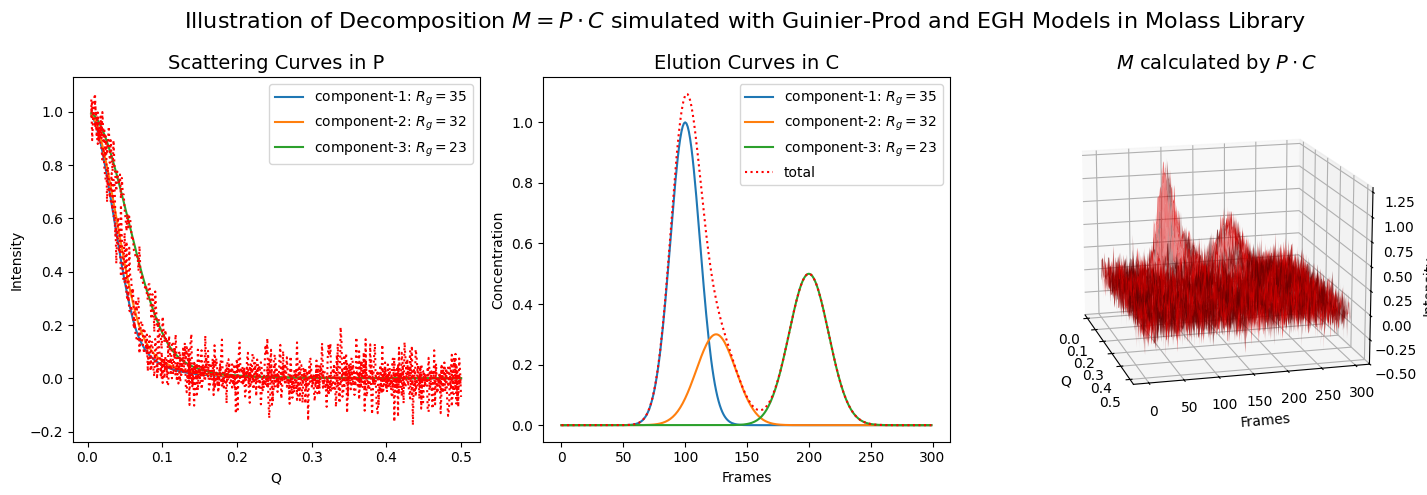 Illustration of Decomposition M = P · C simulated with Guinier-Prod and EGH Models in Molass Library
Scattering Curves in P
component-1: R_g = 35
component-2: R_g = 32
component-3: R_g = 23
Intensity
1.0
0.8
0.6
0.4
0.2
0.0
−0.2
0.0 0.1 0.2 0.3 0.4 0.5
Q
Elution Curves in C
component-1: R_g = 35
component-2: R_g = 32
component-3: R_g = 23
total
Concentration
1.0
0.8
0.6
0.4
0.2
0.0
0 50 100 150 200 250 300
Frames
M calculated by P · C
1.25
1.00
0.75
0.50
0.25
0.00
−0.25
−0.50
0.0
0.1
0.2
0.3
0.4
0.5
Q
0 50 100 150 200 250 300
Frames